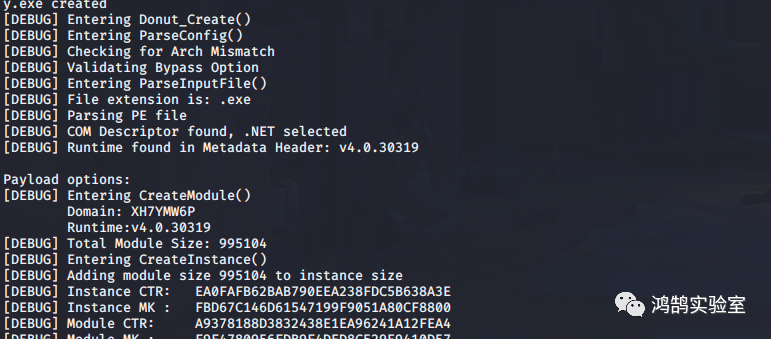 y.exe created
[DEBUG] Entering Donut_Create()
[DEBUG] Entering ParseConfig()
[DEBUG] Checking for Arch Mismatch
[DEBUG] Validating Bypass Option
[DEBUG] Entering ParseInputFile()
[DEBUG] File extension is: .exe
[DEBUG] Parsing PE file
[DEBUG] COM Descriptor found, .NET selected
[DEBUG] Runtime found in Metadata Header: v4.0.30319
Payload options:
[DEBUG] Entering CreateModule()
Domain: XH7YMW6P
Runtime:v4.0.30319
[DEBUG] Total Module Size: 995104
[DEBUG] Entering CreateInstance()
[DEBUG] Adding module size 995104 to instance size
[DEBUG] Instance CTR: EA0FAFB62BAB790EEA238FDC5B638A3E
[DEBUG] Instance MK : FBD67C146D61547199F9051A80CF8800
[DEBUG] Module CTR: A9378188D3832438E1EA96241A12FEA4
[DEBUG] Module MK :
鸿鹄实验室